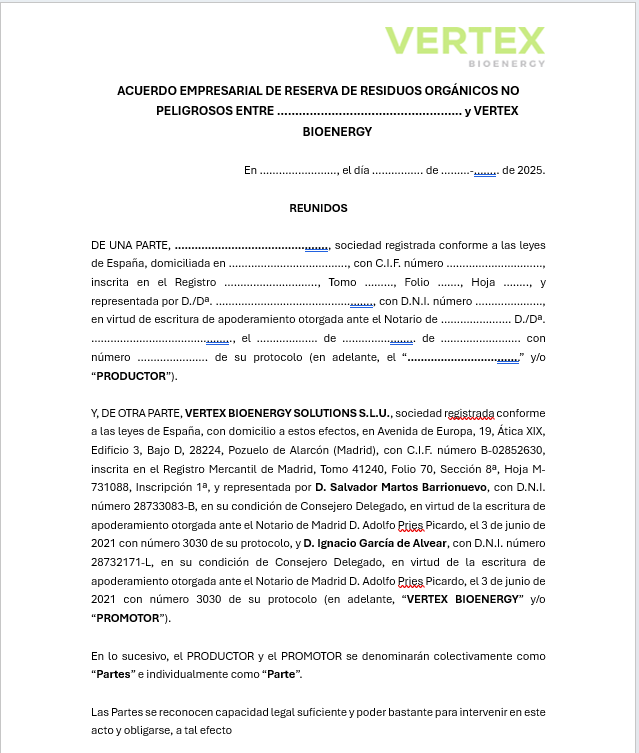 VERTEX
BIOENERGY
ACUERDO EMPRESARIAL DE RESERVA DE RESIDUOS ORGÁNICOS NO
PELIGROSOS ENTRE ................................................... y VERTEX
BIOENERGY
En ......................., el día ............... de .........-....... de 2025.
REUNIDOS
DE UNA PARTE, ..........................................., sociedad registrada conforme a las leyes
de España, domiciliada en ..................................., con C.I.F. número ............................,
inscrita en el Registro ............................, Tomo ........, Folio ......., Hoja ........, y
representada por D./Dª. ..............................................., con D.N.I. número ....................,
en virtud de escritura de apoderamiento otorgada ante el Notario de ..................... D./Dª.
........................................., el .................. de ...................... de ........................ con
número ..................... de su protocolo (en adelante, el “.................................” y/o
“PRODUCTOR”).
Y, DE OTRA PARTE, VERTEX BIOENERGY SOLUTIONS S.L.U., sociedad registrada conforme
a las leyes de España, con domicilio a estos efectos, en Avenida de Europa, 19, Ática XIX,
Edificio 3, Bajo D, 28224, Pozuelo de Alarcón (Madrid), con C.I.F. número B-02852630,
inscrita en el Registro Mercantil de Madrid, Tomo 41240, Folio 70, Sección 8ª, Hoja M-
731088, Inscripción 1ª, y representada por D. Salvador Martos Barrionuevo, con D.N.I.
número 28733083-B, en su condición de Consejero Delegado, en virtud de la escritura de
apoderamiento otorgada ante el Notario de Madrid D. Adolfo Pries Picardo, el 3 de junio de
2021 con número 3030 de su protocolo, y D. Ignacio García de Alvear, con D.N.I. número
28732171-L, en su condición de Consejero Delegado, en virtud de la escritura de
apoderamiento otorgada ante el Notario de Madrid D. Adolfo Pries Picardo, el 3 de junio de
2021 con número 3030 de su protocolo (en adelante, “VERTEX BIOENERGY” y/o
“PROMOTOR”).
En lo sucesivo, el PRODUCTOR y el PROMOTOR se denominarán colectivamente como
“Partes” e individualmente como “Parte”.
Las Partes se reconocen capacidad legal suficiente y poder bastante para intervenir en este
acto y obligarse, a tal efecto